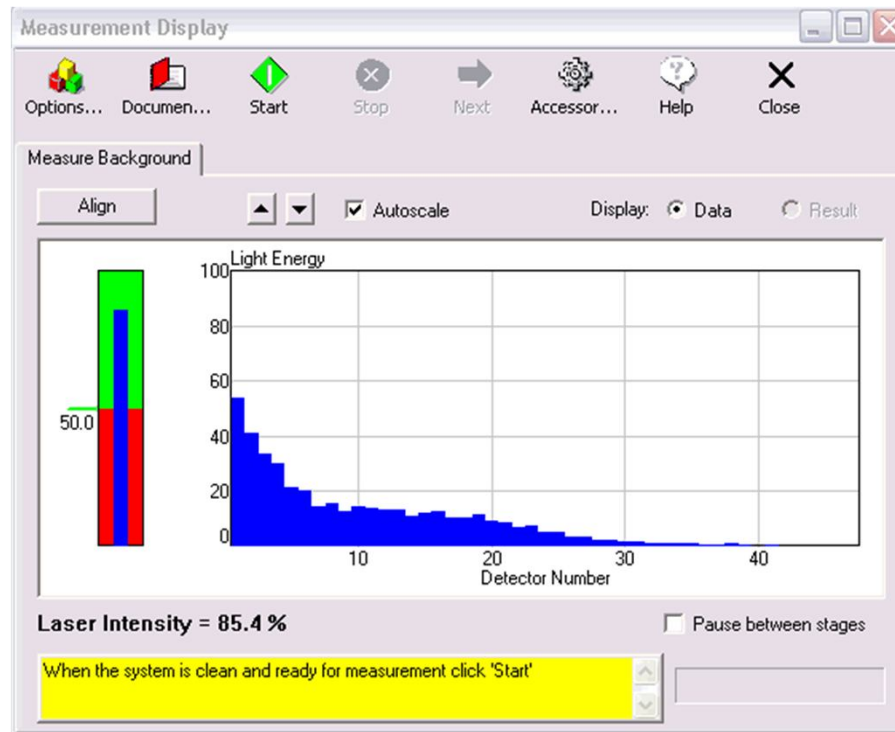 Measurement Display
Options... Documen... Start Stop Next Accessor... Help Close
Measure Background
Align Autoscale Display: Data Result
Light Energy
100
80
60
50.0
40
20
0
10 20 30 40
Detector Number
Laser Intensity = 85.4 % Pause between stages
When the system is clean and ready for measurement click 'Start'